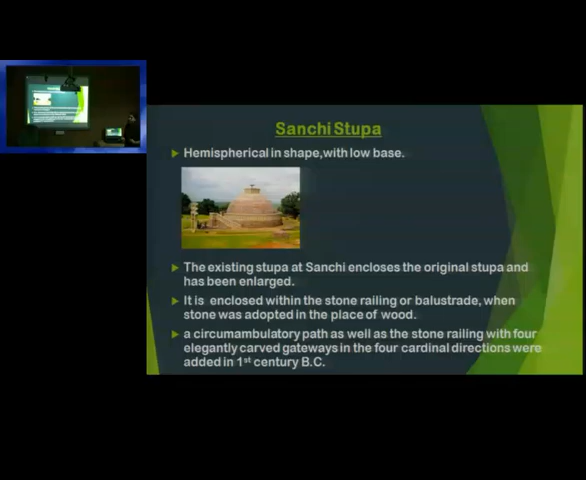 Sanchi Stupa
Hemispherical in shape,with low base.
The existing stupa at Sanchi encloses the original stupa and
has been enlarged.
It is enclosed within the stone railing or balustrade, when
stone was adopted in the place of wood.
a circumambulatory path as well as the stone railing with four
elegantly carved gateways in the four cardinal directions were
added in 1st century B.C.